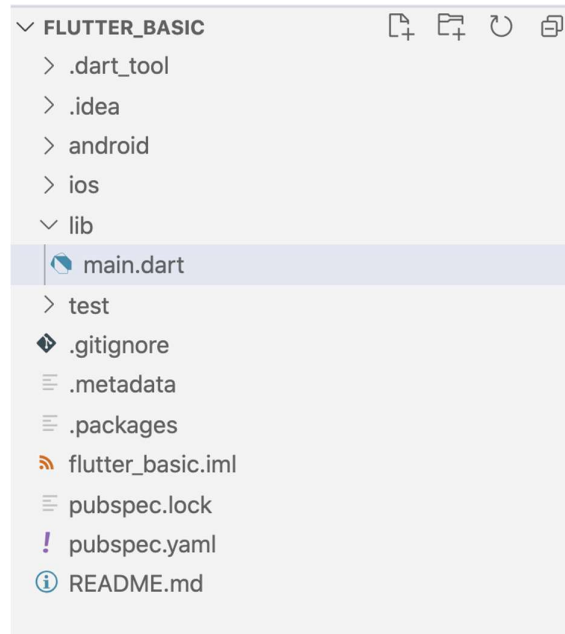 FLUTTER_BASIC
.dart_tool
.idea
android
ios
lib
main.dart
test
.gitignore
.metadata
.packages
flutter_basic.iml
pubspec.lock
pubspec.yaml
README.md